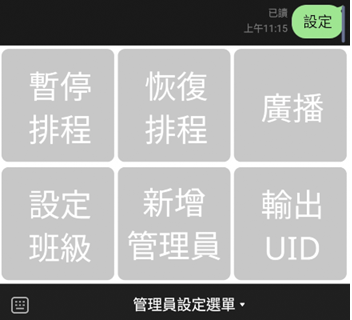 已讀
上午11:15
設定
暫停
排程
恢復
排程
廣播
設定
班級
新增
管理員
輸出
UID
管理員設定選單